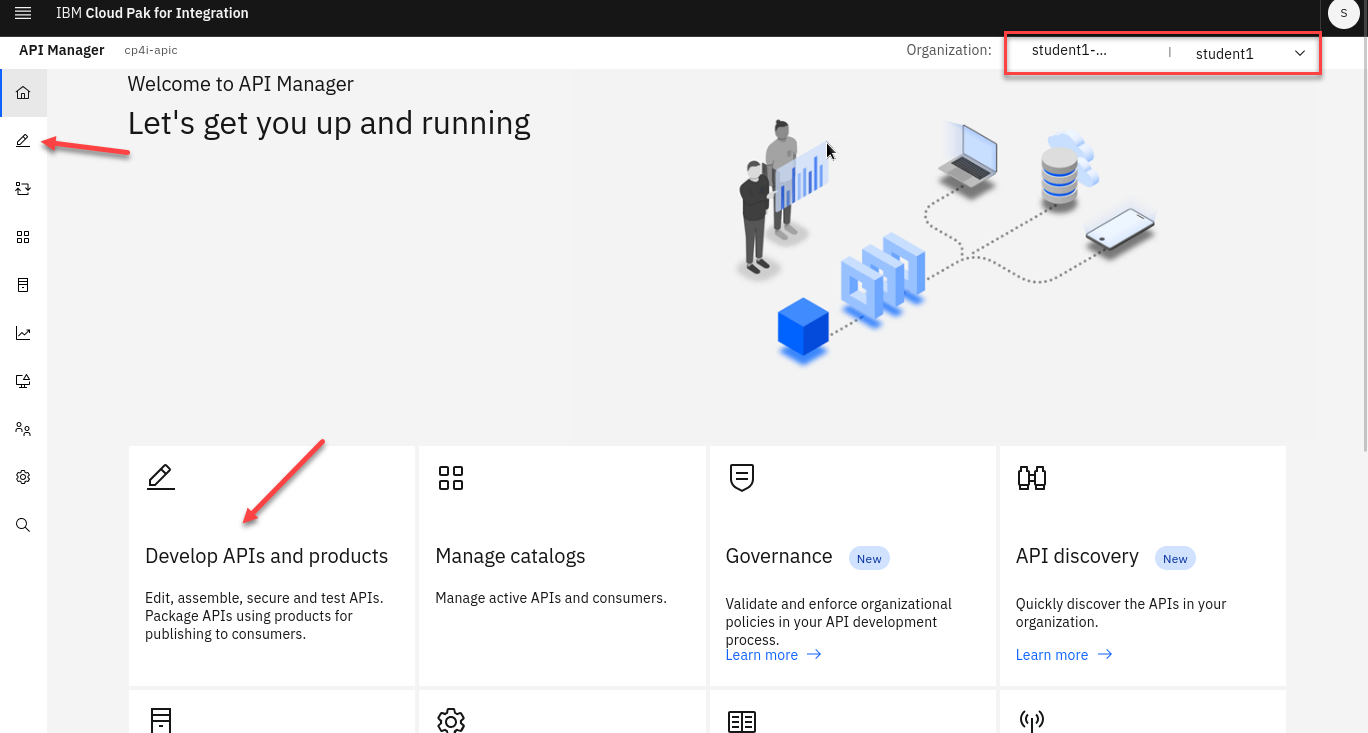 IBM Cloud Pak for Integration
S
API Manager
cp4i-apic
Organization:
student1-...
|
student1
Welcome to API Manager
Let's get you up and running
Develop APIs and products
Edit, assemble, secure and test APIs.
Package APIs using products for
publishing to consumers.
Manage catalogs
Manage active APIs and consumers.
Governance
New
Validate and enforce organizational
policies in your API development
process.
Learn more
API discovery
New
Quickly discover the APIs in your
organization.
Learn more